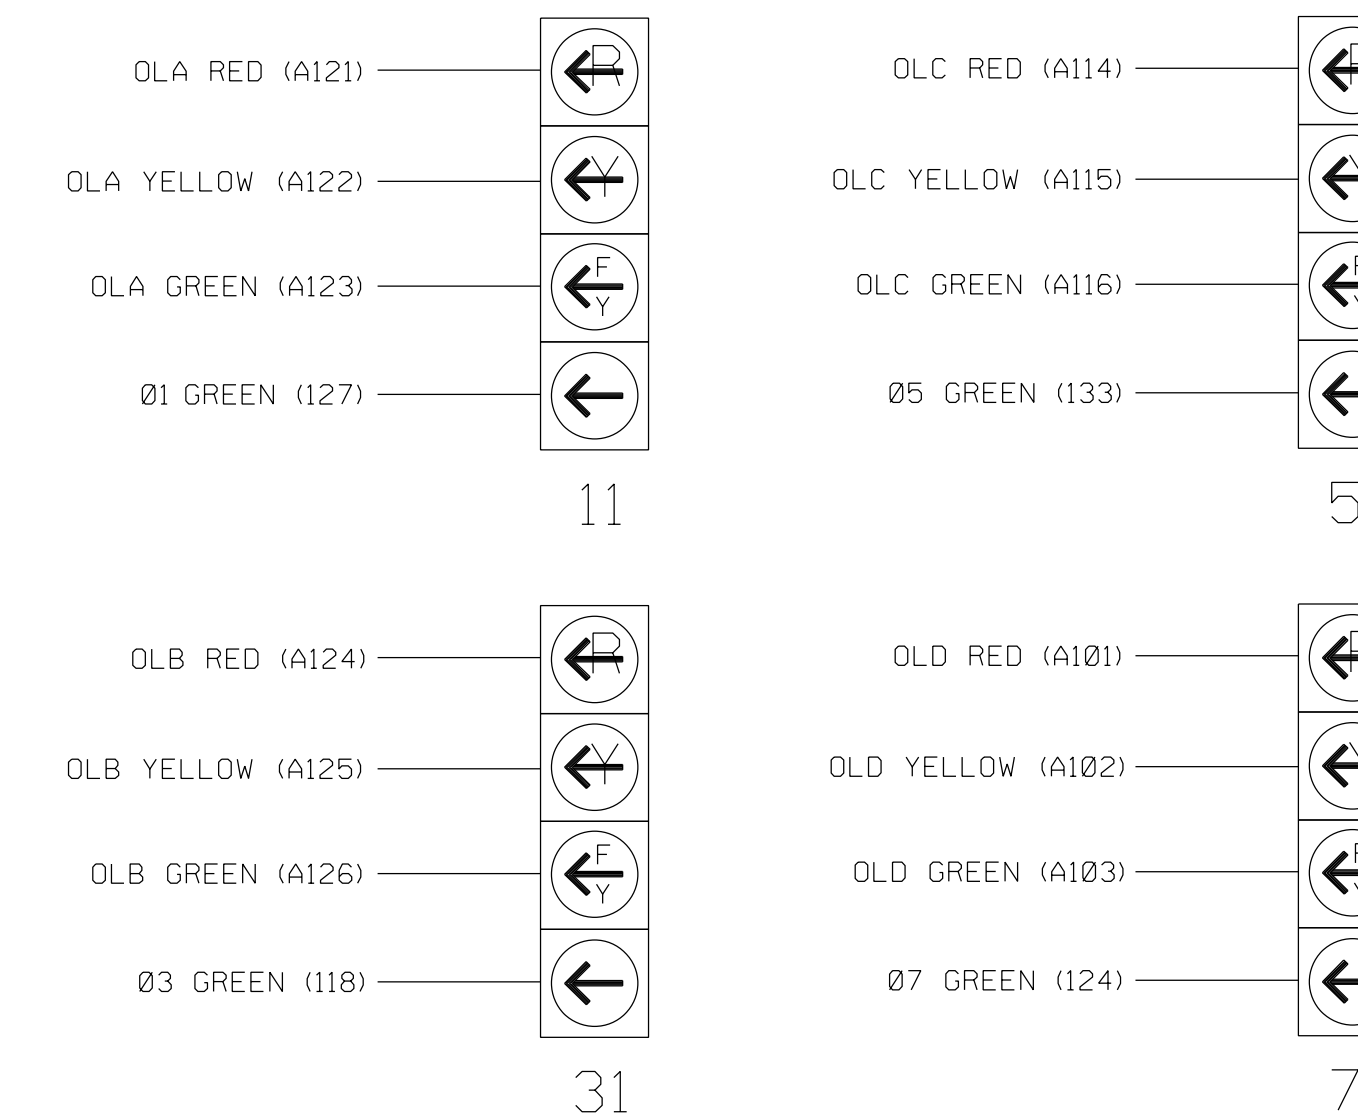 OLA RED (A121)
R
OLA YELLOW (A122)
Y
OLA GREEN (A123)
F
Y
Ø1 GREEN (127)
11
OLC RED (A114)
OLC YELLOW (A115)
OLC GREEN (A116)
Ø5 GREEN (133)
5
OLB RED (A124)
R
OLB YELLOW (A125)
Y
OLB GREEN (A126)
F
Y
Ø3 GREEN (118)
31
OLD RED (A1Ø1)
OLD YELLOW (A1Ø2)
OLD GREEN (A1Ø3)
Ø7 GREEN (124)
7